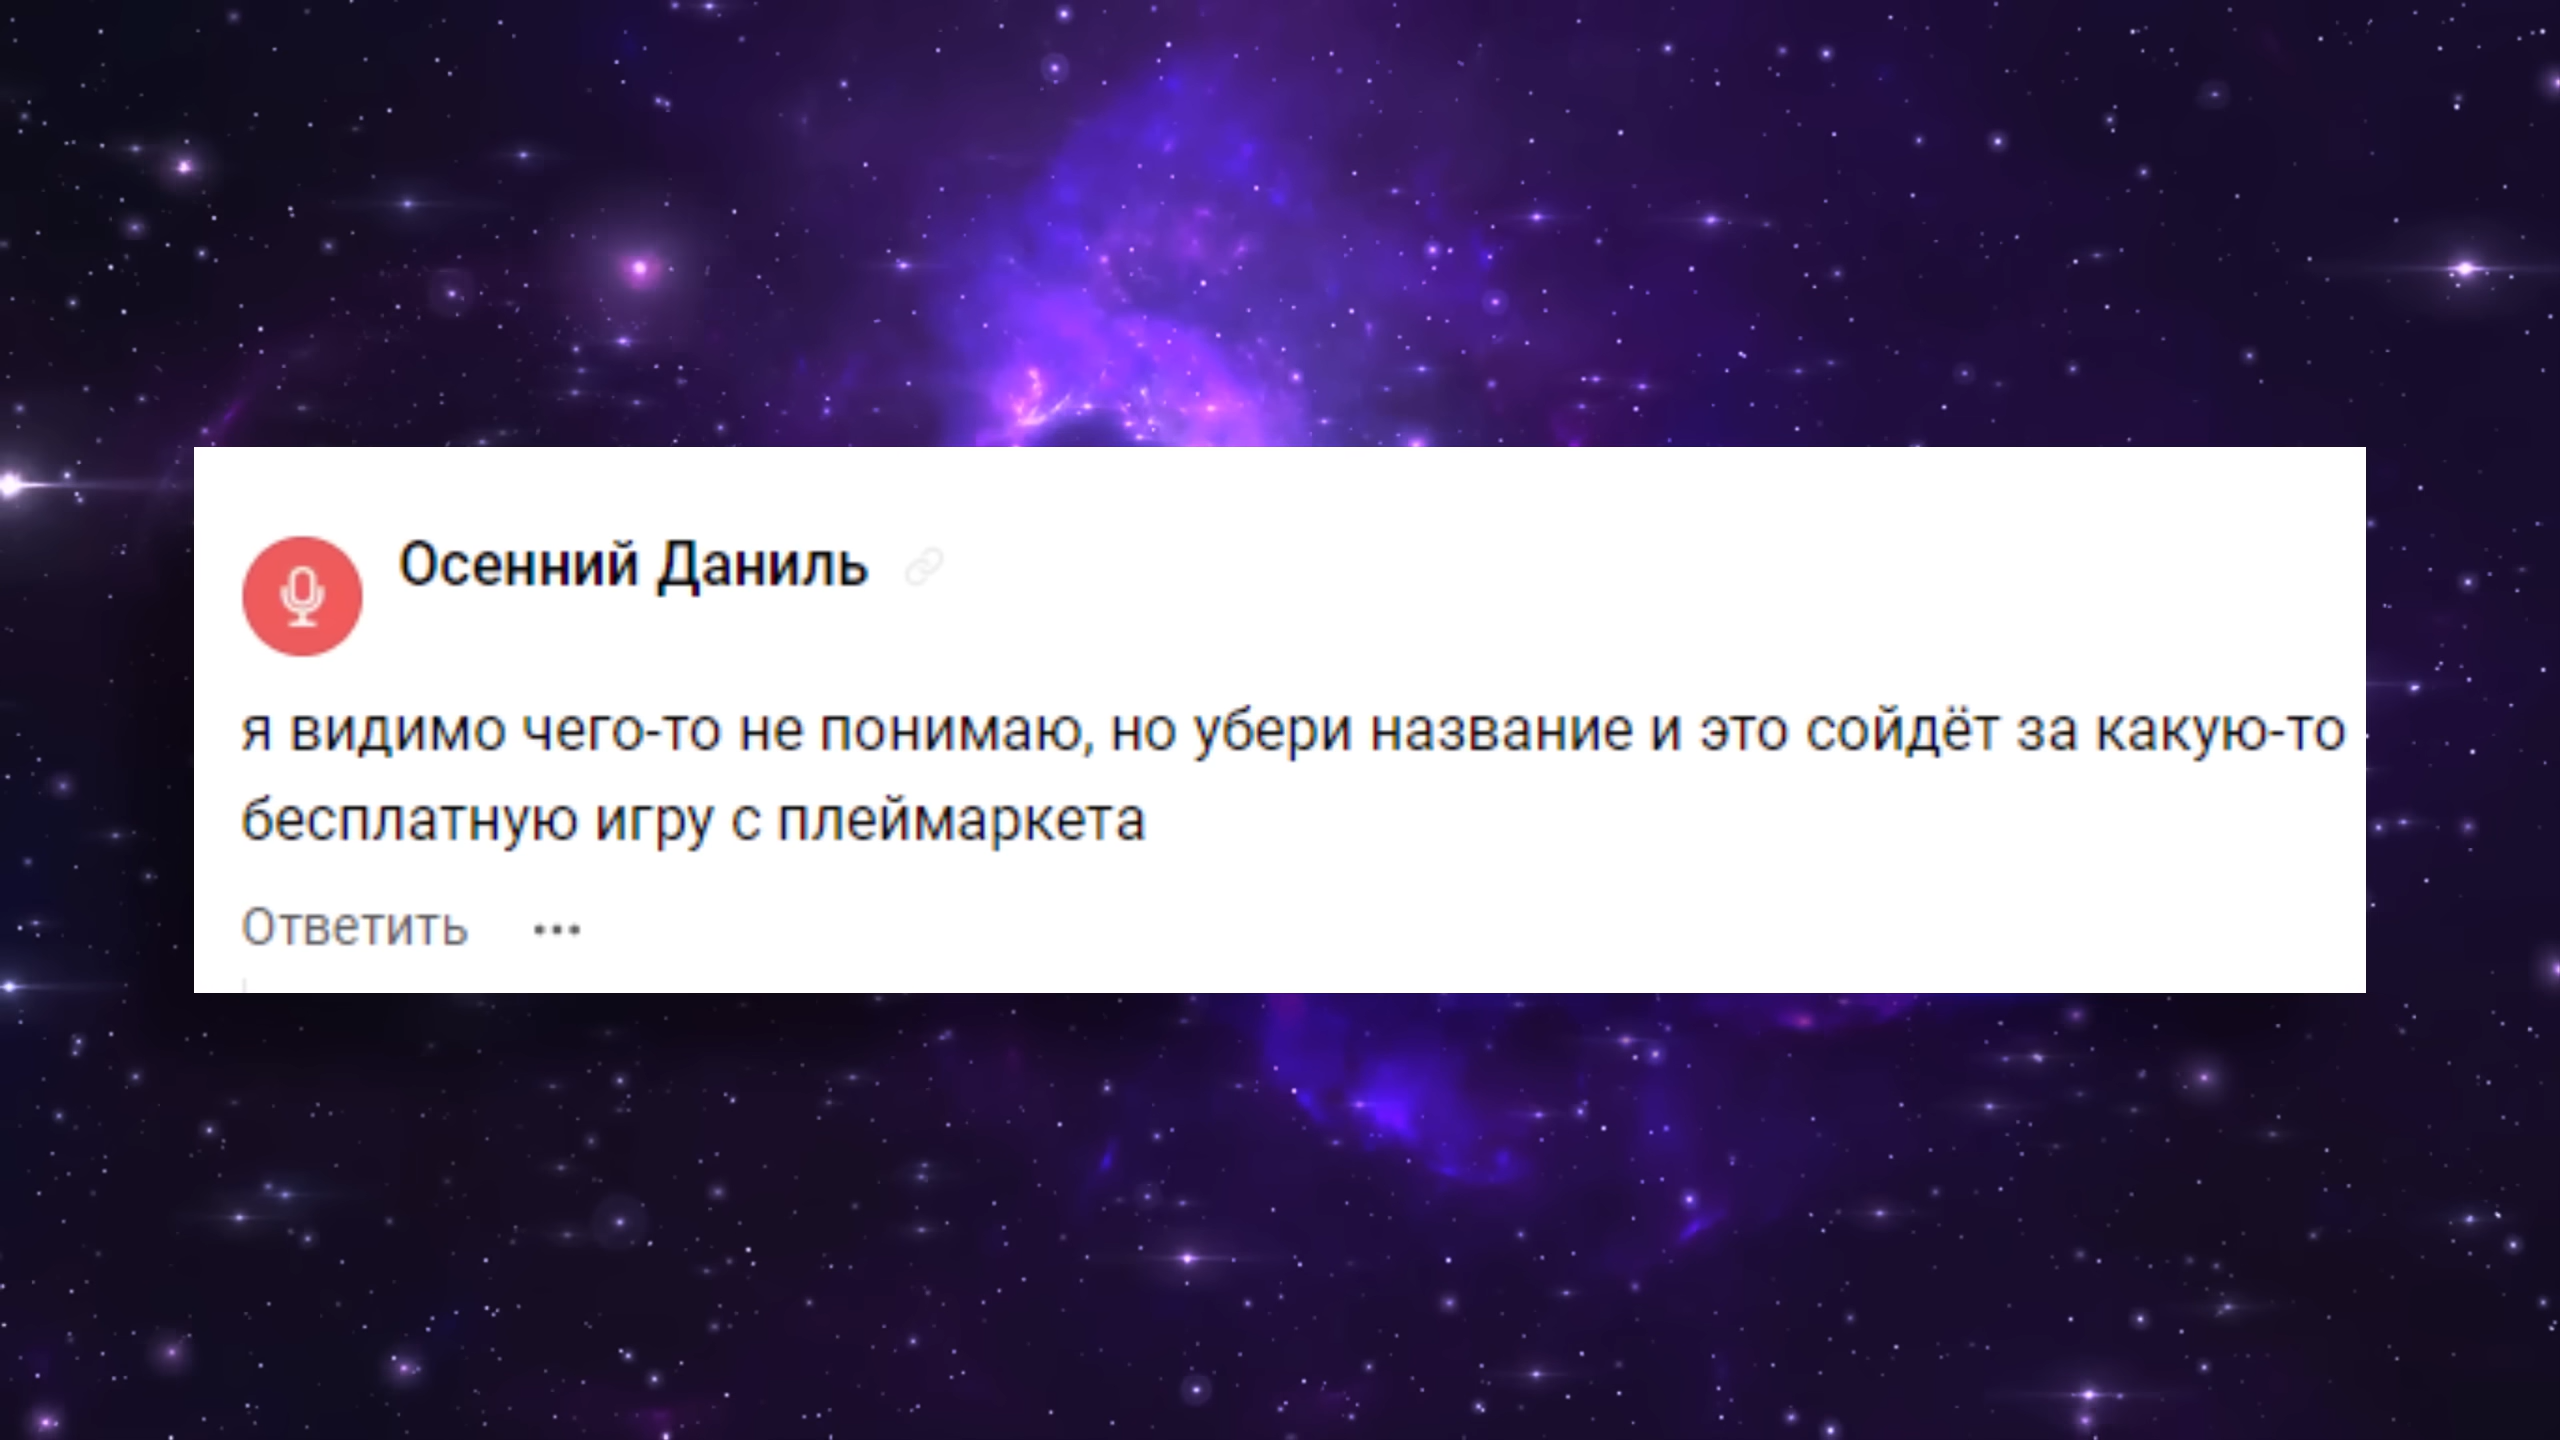 Осенний Даниль
я видимо чего-то не понимаю, но убери название и это сойдёт за какую-то
бесплатную игру с плеймаркета
Ответить